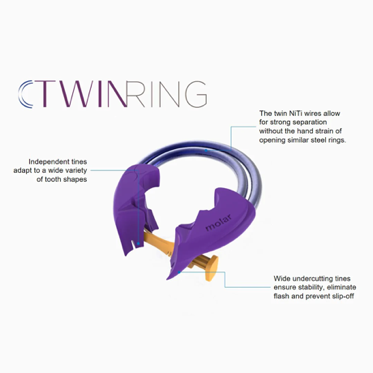 TWINRING
The twin NiTi wires allow
for strong separation
without the hand strain of
opening similar steel rings.
Independent tines
adapt to a wide variety
of tooth shapes
molar
Wide undercutting tines
ensure stability, eliminate
flash and prevent slip-off